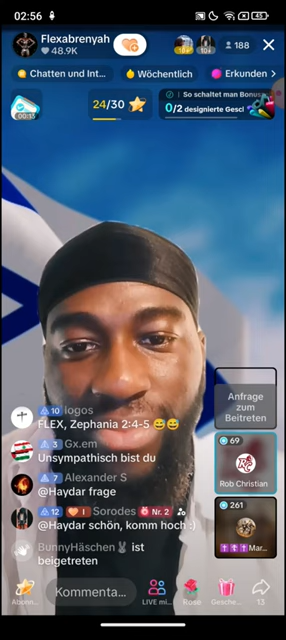 02:56
45
Flexabrenyah
48.9K
188
Chatten und Int...
Wöchentlich
Erkunden
00:15
24/30
So schaltet man Bonus
0/2 designierte Gescl
Anfrage zum Beitreten
10 logos
FLEX, Zephania 2:4-5 😅😅
3 Gx.em
Unsympathisch bist du
69
Rob Christian
7 Alexander S
@Haydar frage
12 I Nr. 2
Sorodes
@Haydar schön, komm hoch :)
261
Mar...
BunnyHäschen🐰 ist beigetreten
Abonn...
Kommenta...
LIVE mi...
Rose
Gesche...
13